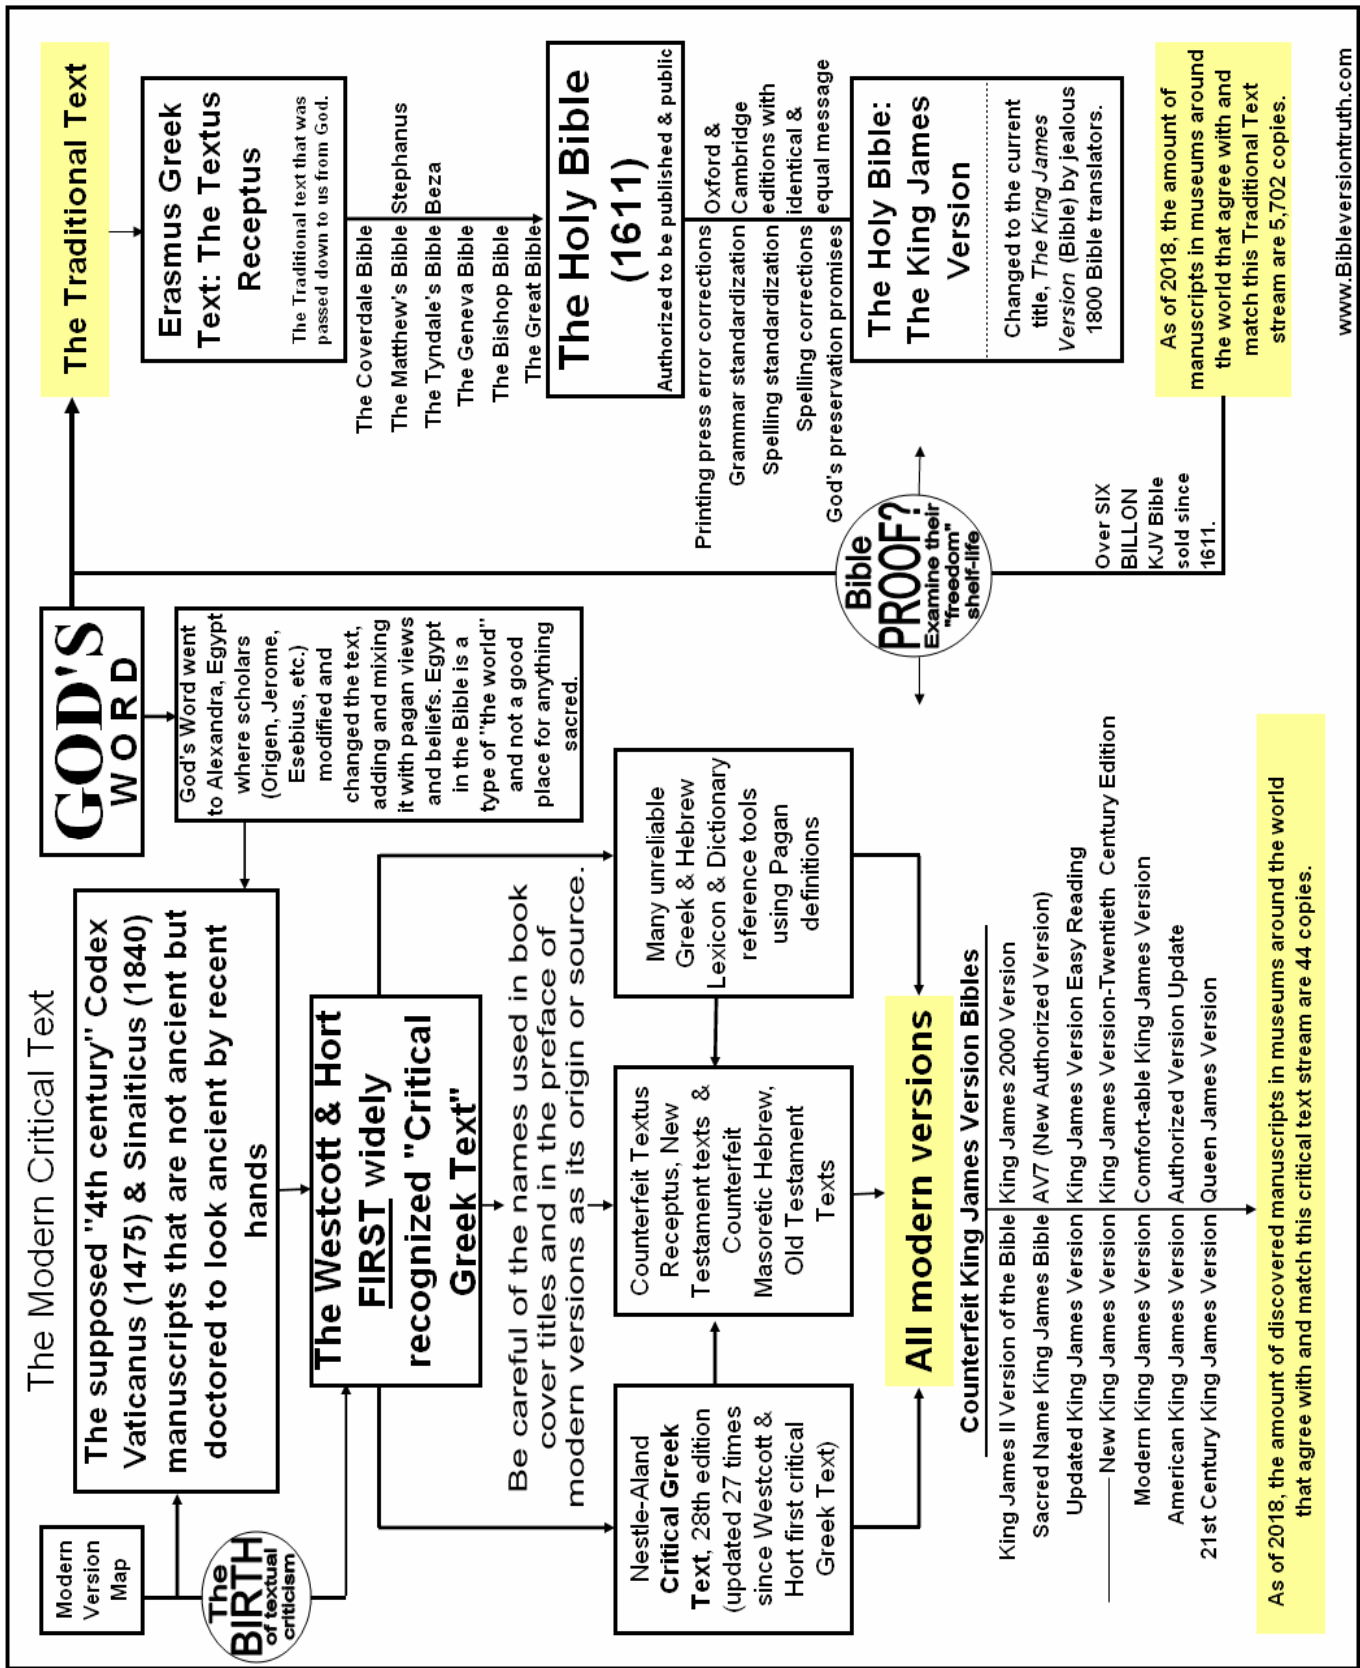 The Modern Critical Text
Modern
Version
Map
The
BIRTH
of textual
criticism
The supposed "4th century" Codex
Vaticanus (1475) & Sinaiticus (1840)
manuscripts that are not ancient but
doctored to look ancient by recent
hands
GOD'S
WORD
God's Word went
to Alexandra, Egypt
where scholars
(Origen, Jerome,
Esebius, etc.)
modified and
changed the text,
adding and mixing
it with pagan views
and beliefs. Egypt
in the Bible is a
type of "the world"
and not a good
place for anything
sacred.
The Westcott & Hort
FIRST widely
recognized "Critical
Greek Text"
Be careful of the names used in book
cover titles and in the preface of
modern versions as its origin or source.
Nestle-Aland
Critical Greek
Text, 28th edition
(updated 27 times
since Westcott &
Hort first critical
Greek Text)
Counterfeit Textus
Receptus, New
Testament texts &
Counterfeit
Masoretic Hebrew,
Old Testament
Texts
Many unreliable
Greek & Hebrew
Lexicon & Dictionary
reference tools
using Pagan
definitions
All modern versions
Counterfeit King James Version Bibles
King James II Version of the Bible
Sacred Name King James Bible
Updated King James Version
New King James Version
Modern King James Version
American King James Version
21st Century King James Version
King James 2000 Version
AV7 (New Authorized Version)
King James Version Easy Reading
King James Version-Twentieth Century Edition
Comfort-able King James Version
Authorized Version Update
Queen James Version
As of 2018, the amount of discovered manuscripts in museums around the world
that agree with and match this critical text stream are 44 copies.
The Traditional Text
Erasmus Greek
Text: The Textus
Receptus
The Traditional text that was
passed down to us from God.
The Coverdale Bible
The Matthew's Bible
The Tyndale's Bible
The Geneva Bible
The Bishop Bible
The Great Bible
Stephanus
Beza
The Holy Bible
(1611)
Authorized to be published & public
Printing press error corrections
Grammar standardization
Spelling standardization
Spelling corrections
God's preservation promises
Oxford &
Cambridge
editions with
identical &
equal message
The Holy Bible:
The King James
Version
Changed to the current
title, The King James
Version (Bible) by jealous
1800 Bible translators.
Bible
PROOF?
Examine their
"freedom"
shelf-life
Over SIX
BILLON
KJV Bible
sold since
1611.
As of 2018, the amount of
manuscripts in museums around
the world that agree with and
match this Traditional Text
stream are 5,702 copies.
www.Bibleversiontruth.com